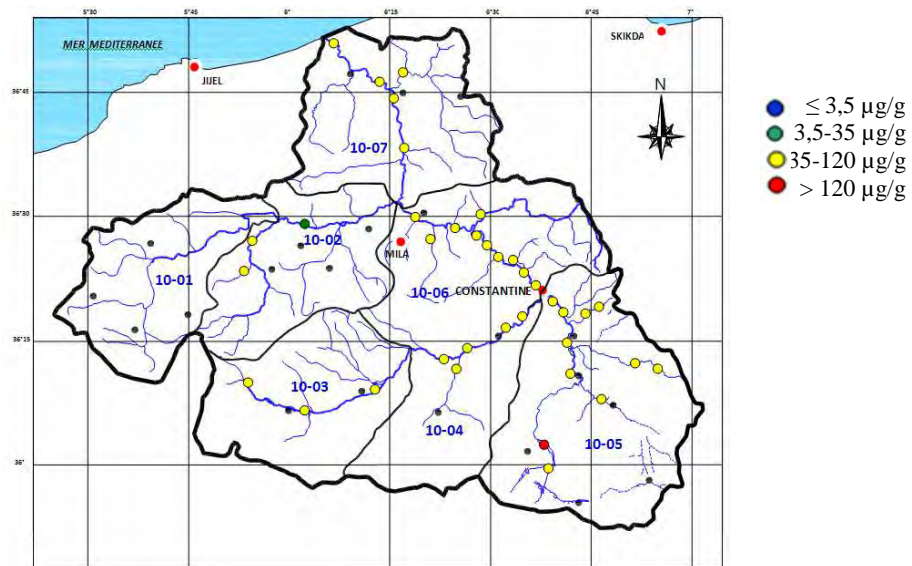 5°30 5°45 6° 6°15 6°30 6°45 7°
SKIKDA
MER MEDITERRANEE
JIJEL
36°45
N
≤ 3,5 µg/g
3,5-35 µg/g
35-120 µg/g
> 120 µg/g
10-07
36°30
10-02
MILA
10-01
10-06
CONSTANTINE
36°15
10-03
10-04
10-05
36°